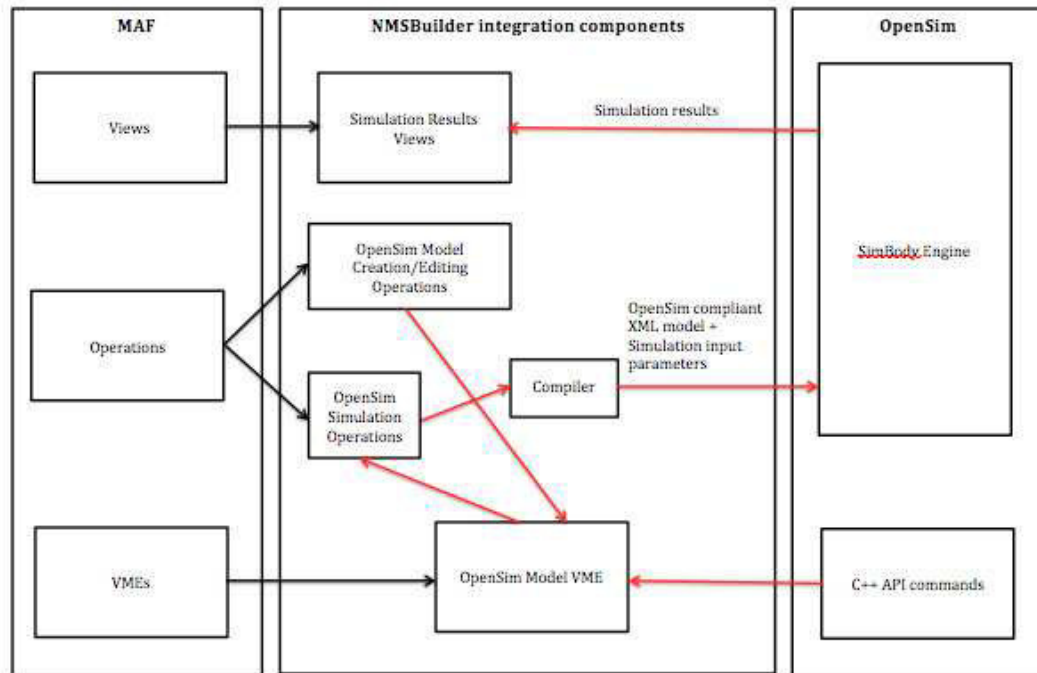 MAF
NMSBuilder integration components
OpenSim
Views
Simulation Results
Views
Simulation results
SimBody Engine
OpenSim Model
Creation/Editing
Operations
Operations
OpenSim
Simulation
Operations
Compiler
OpenSim compliant
XML model +
Simulation input
parameters
VMEs
OpenSim Model VME
C++ API commands